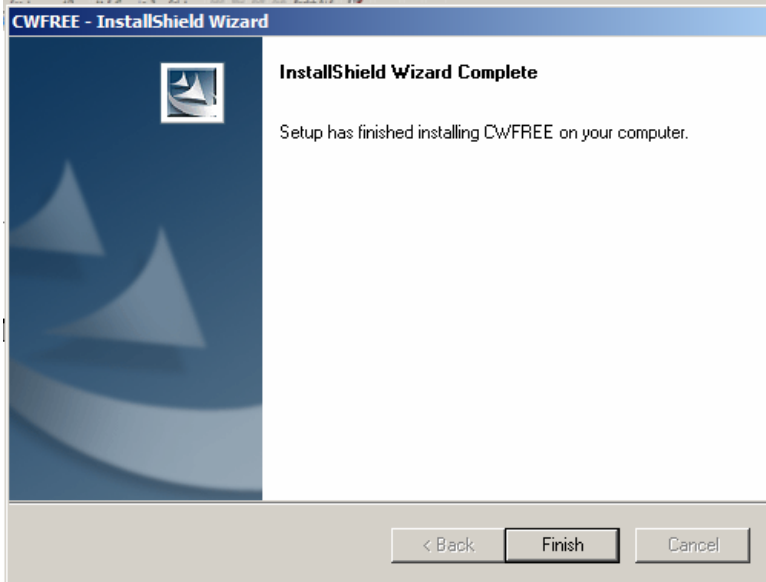 CWFREE - InstallShield Wizard
InstallShield Wizard Complete
Setup has finished installing CWFREE on your computer.
< Back
Finish
Cancel